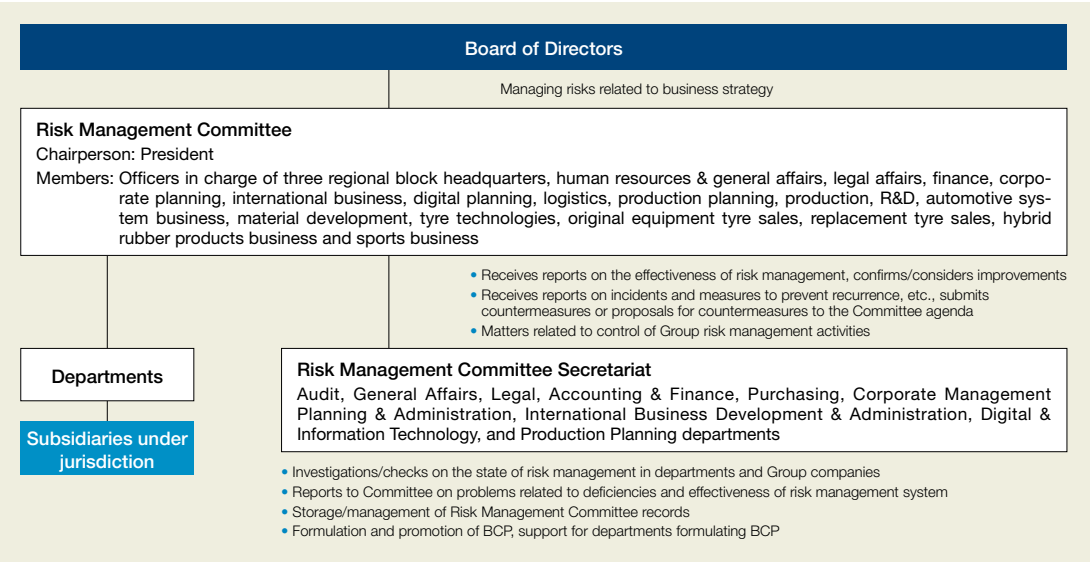 Board of Directors
Managing risks related to business strategy
Risk Management Committee
Chairperson: President
Members: Officers in charge of three regional block headquarters, human resources & general affairs, legal affairs, finance, corpo-
rate planning, international business, digital planning, logistics, production planning, production, R&D, automotive sys-
tem business, material development, tyre technologies, original equipment tyre sales, replacement tyre sales, hybrid
rubber products business and sports business
• Receives reports on the effectiveness of risk management, confirms/considers improvements
• Receives reports on incidents and measures to prevent recurrence, etc., submits
countermeasures or proposals for countermeasures to the Committee agenda
• Matters related to control of Group risk management activities
Departments
Subsidiaries under
jurisdiction
Risk Management Committee Secretariat
Audit, General Affairs, Legal, Accounting & Finance, Purchasing, Corporate Management
Planning & Administration, International Business Development & Administration, Digital &
Information Technology, and Production Planning departments
• Investigations/checks on the state of risk management in departments and Group companies
• Reports to Committee on problems related to deficiencies and effectiveness of risk management system
• Storage/management of Risk Management Committee records
• Formulation and promotion of BCP, support for departments formulating BCP